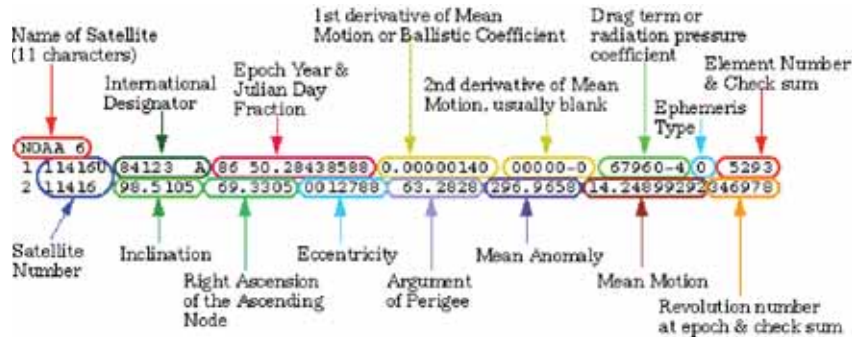 Name of Satellite
(11 characters)
International
Designator
Epoch Year &
Julian Day
Fraction
1st derivative of Mean
Motion or Ballistic Coefficient
2nd derivative of Mean
Motion, usually blank
Drag term or
radiation pressure
coefficient
Ephemeris
Type
Element Number
& Check sum
NOAA 6
1 11416U 84123 A 86 50.28438588 0.00000140 00000-0 67960-4 0 5293
2 11416 98.5105 69.3305 0012788 63.2828 296.9658 14.24899292 346978
Satellite
Number
Inclination
Right Ascension
of the Ascending
Node
Eccentricity
Argument
of Perigee
Mean Anomaly
Mean Motion
Revolution number
at epoch & check sum